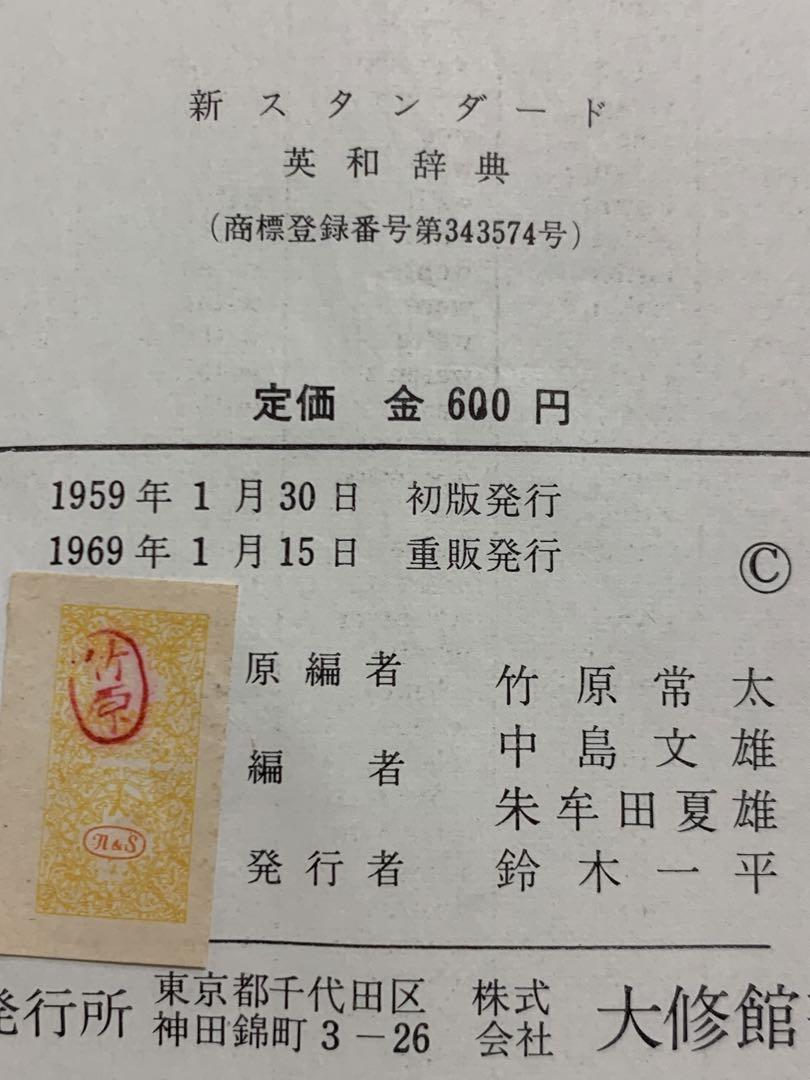 新スタンダード
英和辞典
(商標登録番号第343574号)
定価 金 600 円
1959年 1 月30日 初版発行
1969年 1 月15日 重販発行
©
竹原
N&S
原編者 竹原常太
編者 中島文雄
朱牟田夏雄
発行者 鈴木一平
発行所 東京都千代田区 神田錦町3-26 株式会社 大修館